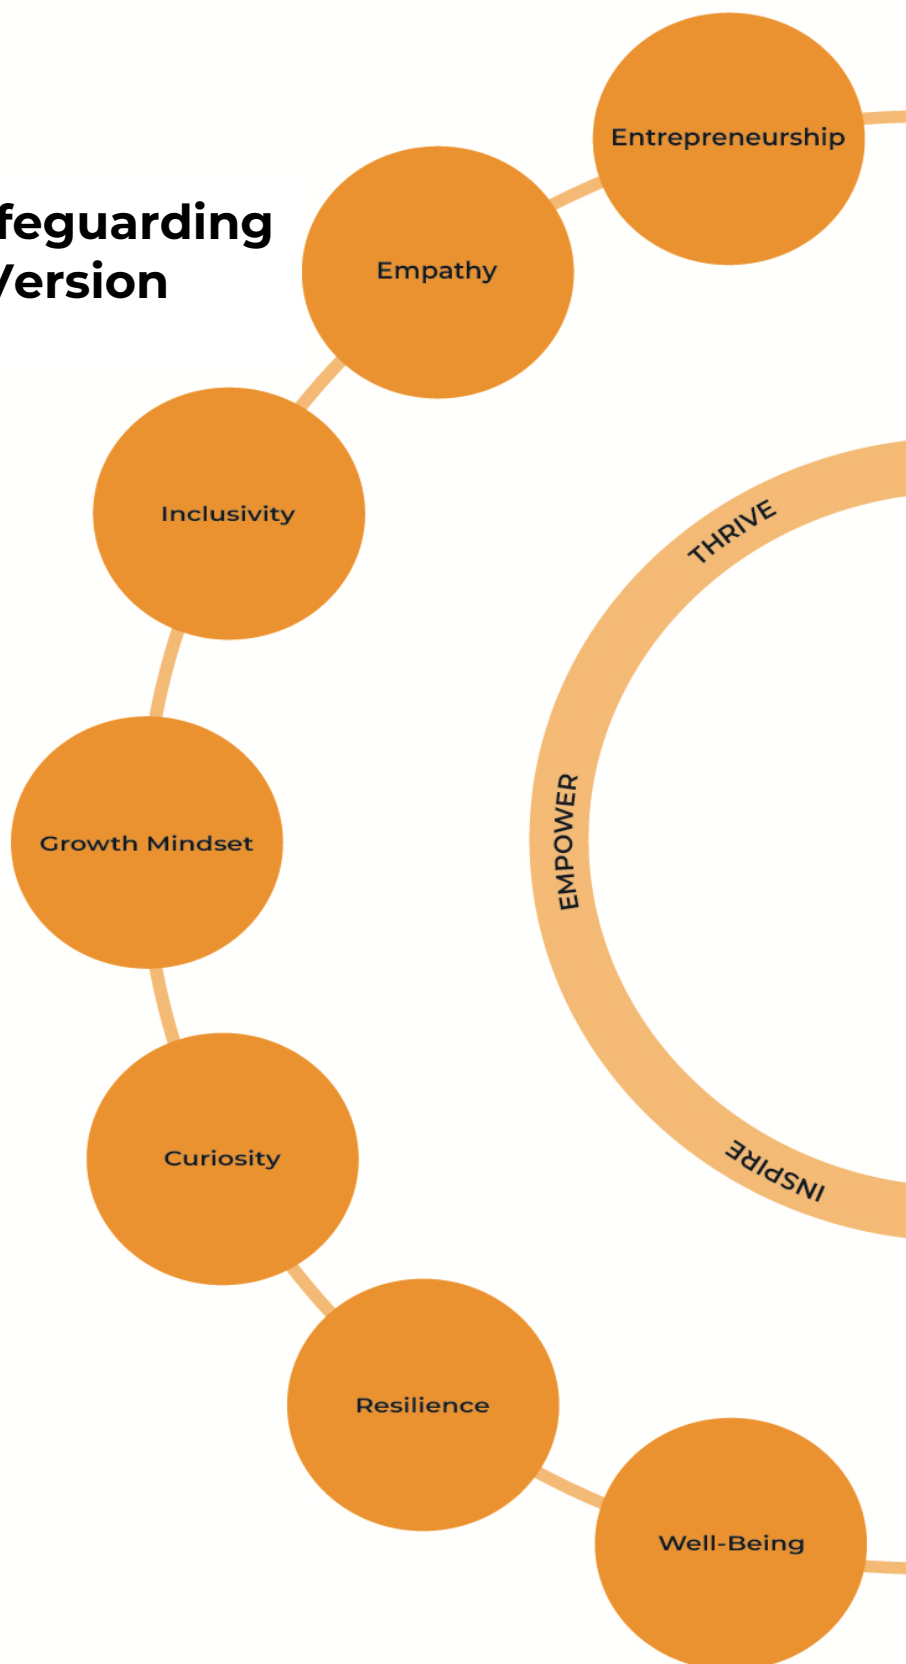 Entrepreneurship
feguarding
Version
Empathy
Inclusivity
THRIVE
EMPOWER
Growth Mindset
Curiosity
INSPIRE
Resilience
Well-Being